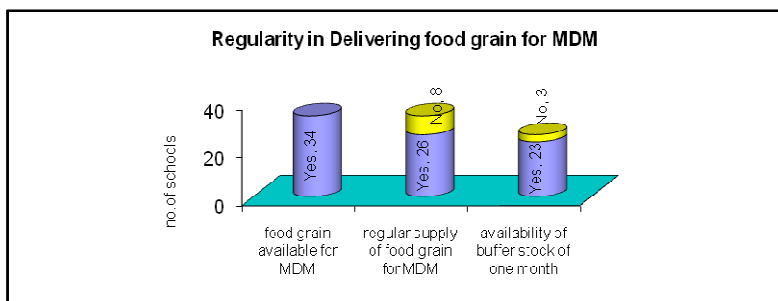 Regularity in Delivering food grain for MDM
no. of schools
40
20
0
Yes, 34
Yes, 26
No, 8
Yes, 23
No, 3
food grain
available for
MDM
regular supply
of food grain
for MDM
availability of
buffer stock of
one month